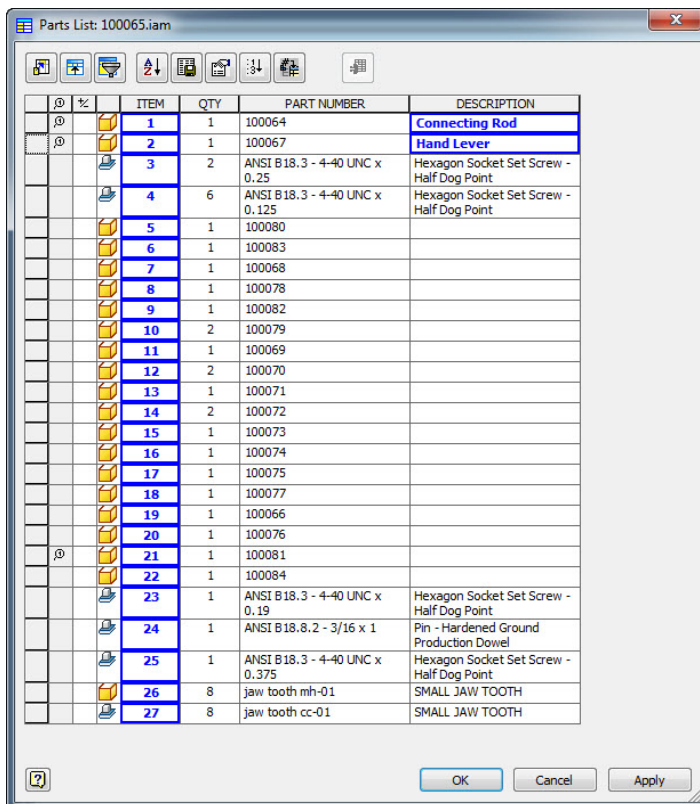 Parts List: 100065.iam
ITEM QTY PART NUMBER DESCRIPTION
1 1 100064 Connecting Rod
2 1 100067 Hand Lever
3 2 ANSI B18.3 - 4-40 UNC x Hexagon Socket Set Screw -
0.25 Half Dog Point
4 6 ANSI B18.3 - 4-40 UNC x Hexagon Socket Set Screw -
0.125 Half Dog Point
5 1 100080
6 1 100083
7 1 100068
8 1 100078
9 1 100082
10 2 100079
11 1 100069
12 2 100070
13 1 100071
14 2 100072
15 1 100073
16 1 100074
17 1 100075
18 1 100077
19 1 100066
20 1 100076
21 1 100081
22 1 100084
23 1 ANSI B18.3 - 4-40 UNC x Hexagon Socket Set Screw -
0.19 Half Dog Point
24 1 ANSI B18.8.2 - 3/16 x 1 Pin - Hardened Ground
Production Dowel
25 1 ANSI B18.3 - 4-40 UNC x Hexagon Socket Set Screw -
0.375 Half Dog Point
26 8 jaw tooth mh-01 SMALL JAW TOOTH
27 8 jaw tooth cc-01 SMALL JAW TOOTH
OK Cancel Apply